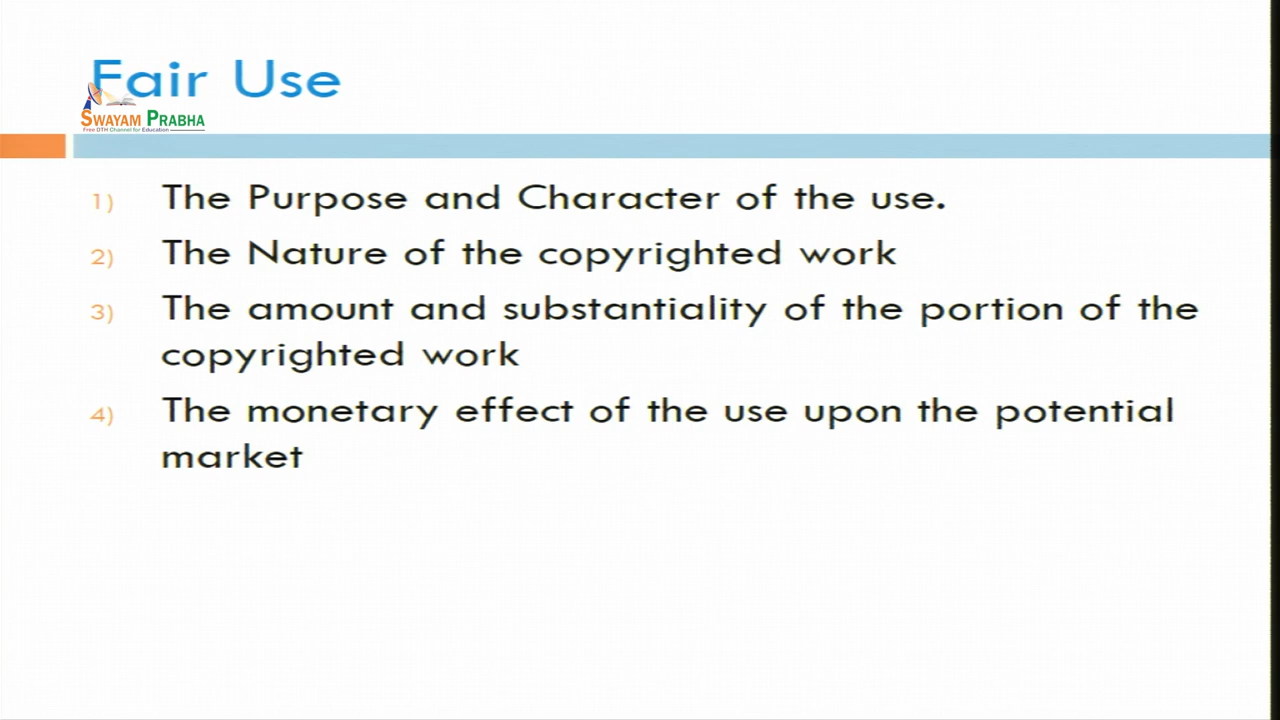 Fair Use
SWAYAM PRABHA
Free DTH Channel for Education
1) The Purpose and Character of the use.
2) The Nature of the copyrighted work
3) The amount and substantiality of the portion of the
copyrighted work
4) The monetary effect of the use upon the potential
market